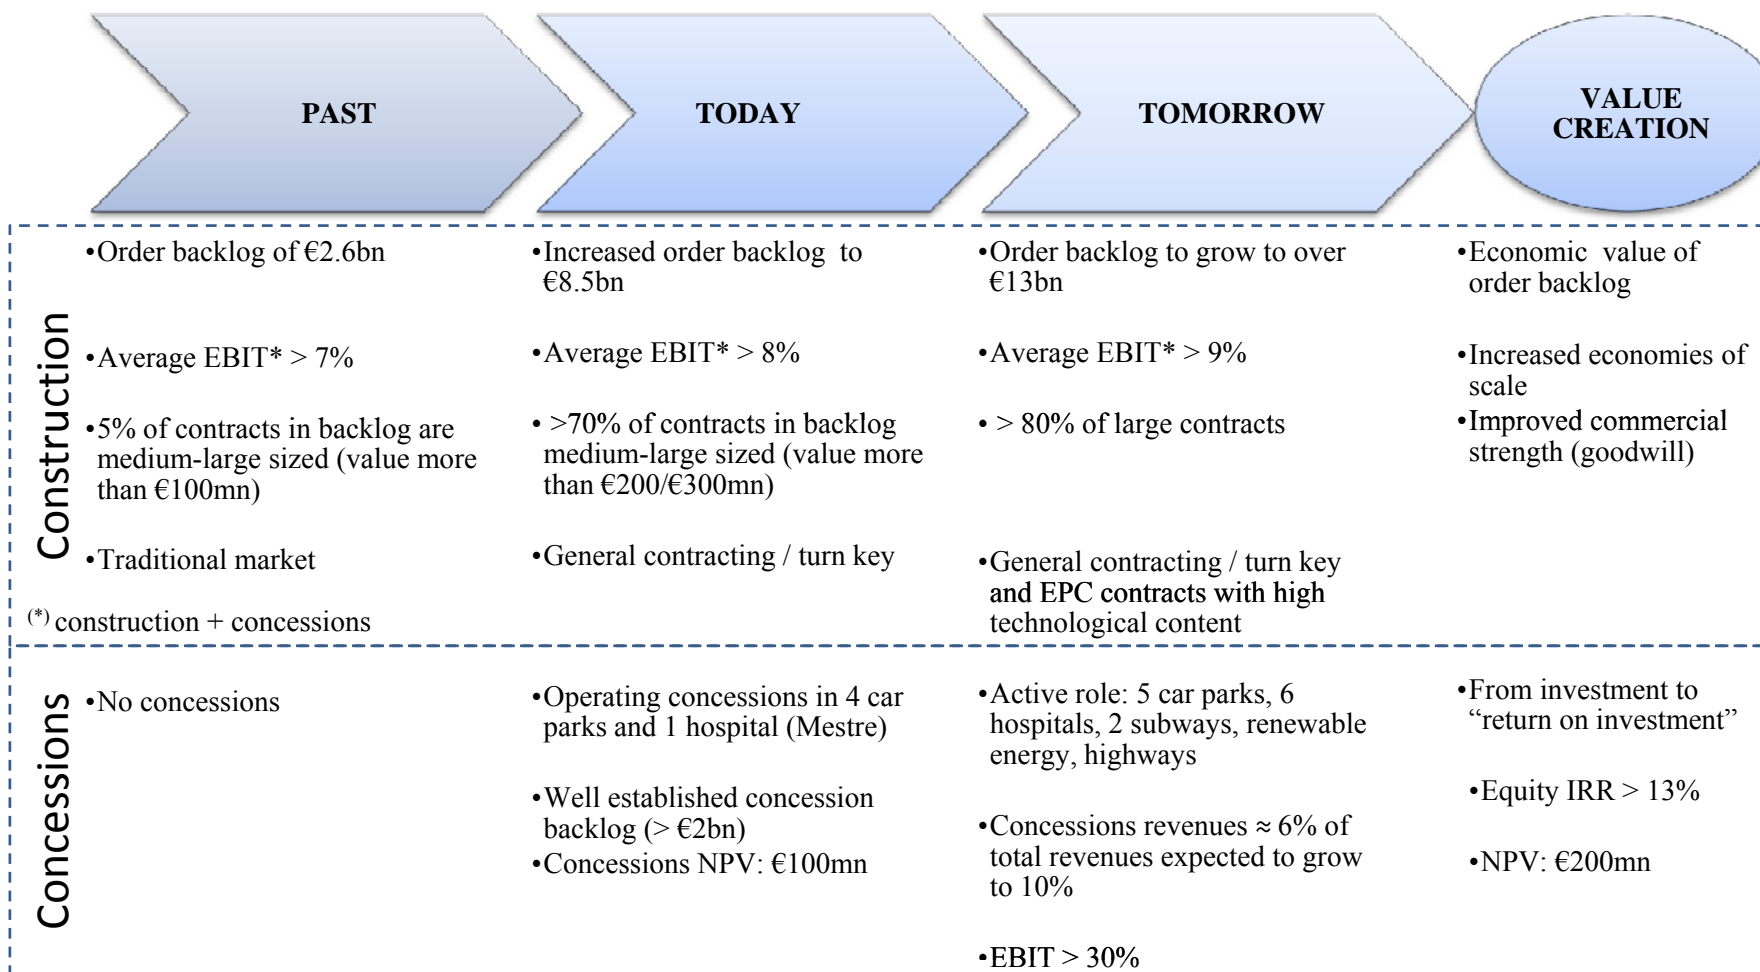 PAST
TODAY
TOMORROW
VALUE
CREATION
Construction
•Order backlog of €2.6bn
•Average EBIT* > 7%
•5% of contracts in backlog are
medium-large sized (value more
than €100mn)
•Traditional market
(*) construction + concessions
•Increased order backlog to
€8.5bn
•Average EBIT* > 8%
• >70% of contracts in backlog
medium-large sized (value more
than €200/€300mn)
•General contracting / turn key
•Order backlog to grow to over
€13bn
•Average EBIT* > 9%
• > 80% of large contracts
•General contracting / turn key
and EPC contracts with high
technological content
•Economic value of
order backlog
•Increased economies of
scale
•Improved commercial
strength (goodwill)
Concessions
•No concessions
•Operating concessions in 4 car
parks and 1 hospital (Mestre)
•Well established concession
backlog (> €2bn)
•Concessions NPV: €100mn
•Active role: 5 car parks, 6
hospitals, 2 subways, renewable
energy, highways
•Concessions revenues ≈ 6% of
total revenues expected to grow
to 10%
•EBIT > 30%
•From investment to
“return on investment”
•Equity IRR > 13%
•NPV: €200mn